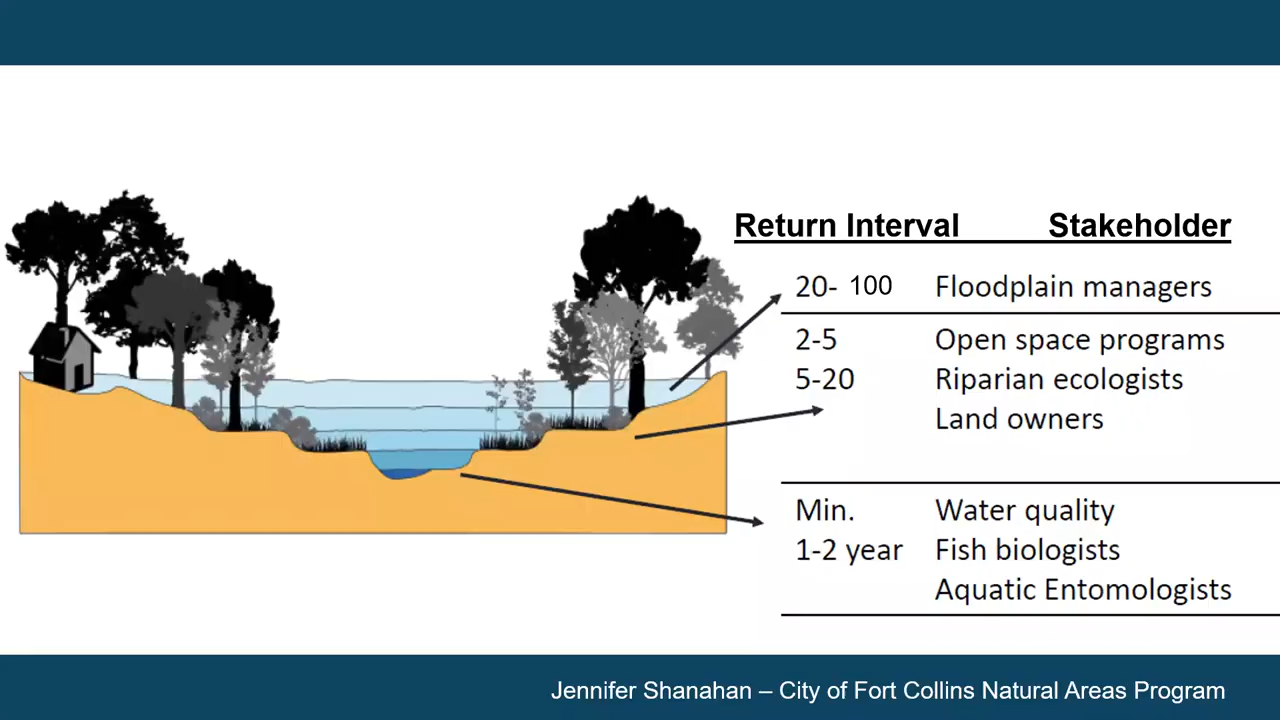 Return Interval Stakeholder
20- 100 Floodplain managers
2-5 Open space programs
5-20 Riparian ecologists
Land owners
Min. Water quality
1-2 year Fish biologists
Aquatic Entomologists
Jennifer Shanahan – City of Fort Collins Natural Areas Program